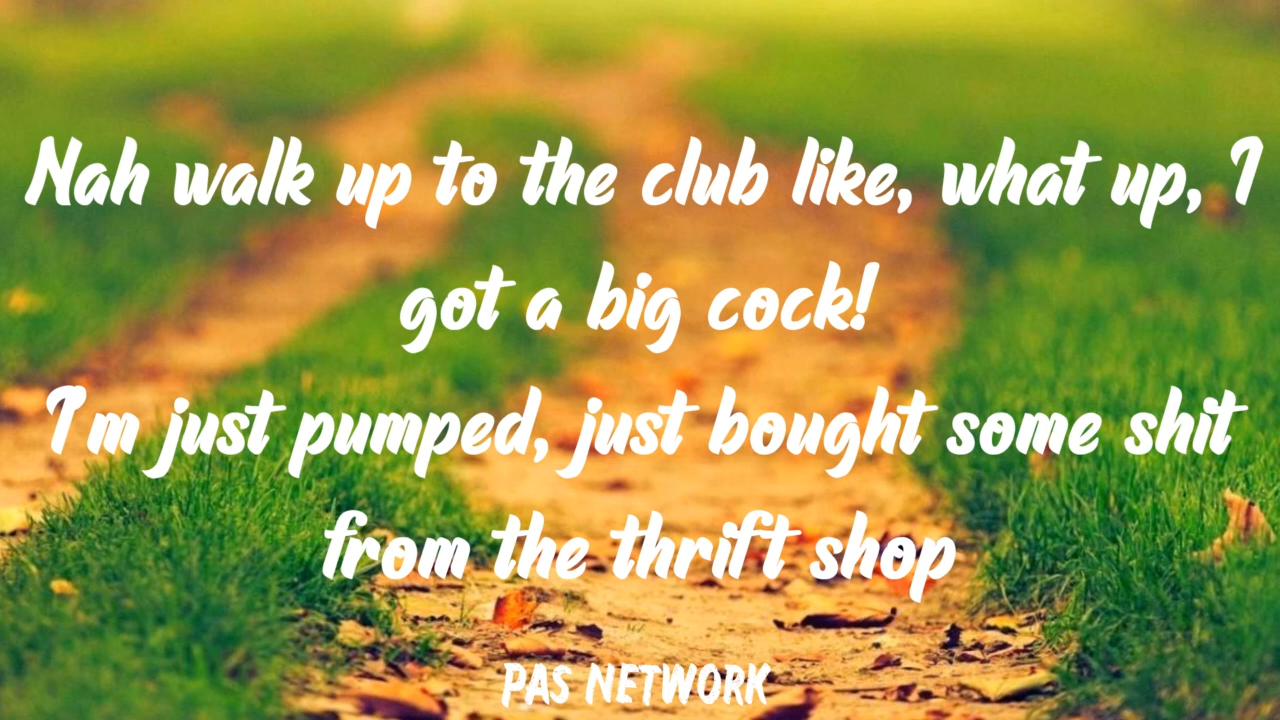 Nah walk up to the club like, what up, I
got a big cock!
I'm just pumped, just bought some shit
from the thrift shop
PAS NETWORK